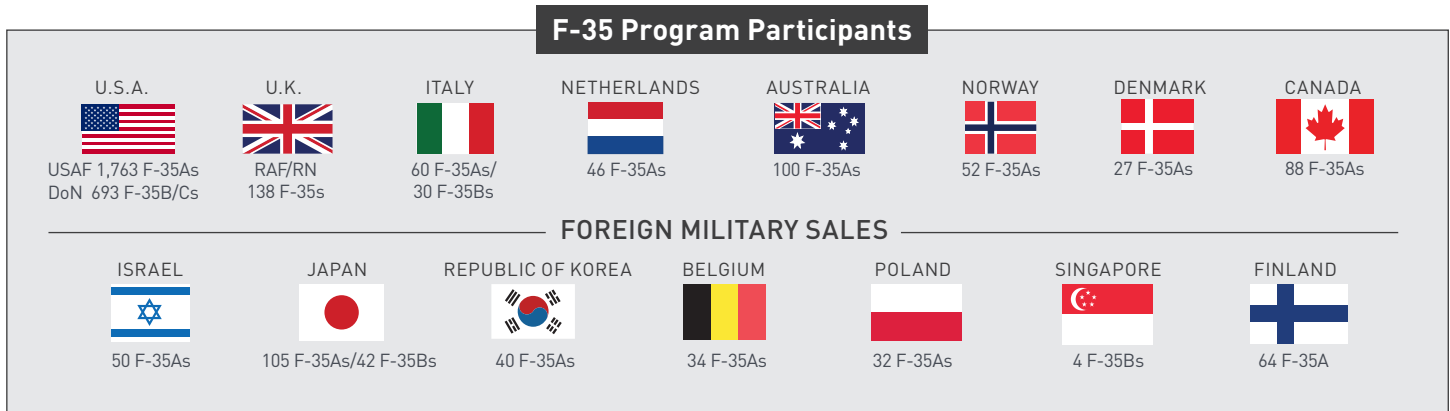 F-35 Program Participants
U.S.A.
USAF 1,763 F-35As
DoN 693 F-35B/Cs
U.K.
RAF/RN
138 F-35s
ITALY
60 F-35As/
30 F-35Bs
NETHERLANDS
46 F-35As
AUSTRALIA
100 F-35As
NORWAY
52 F-35As
DENMARK
27 F-35As
CANADA
88 F-35As
FOREIGN MILITARY SALES
ISRAEL
50 F-35As
JAPAN
105 F-35As/42 F-35Bs
REPUBLIC OF KOREA
40 F-35As
BELGIUM
34 F-35As
POLAND
32 F-35As
SINGAPORE
4 F-35Bs
FINLAND
64 F-35A